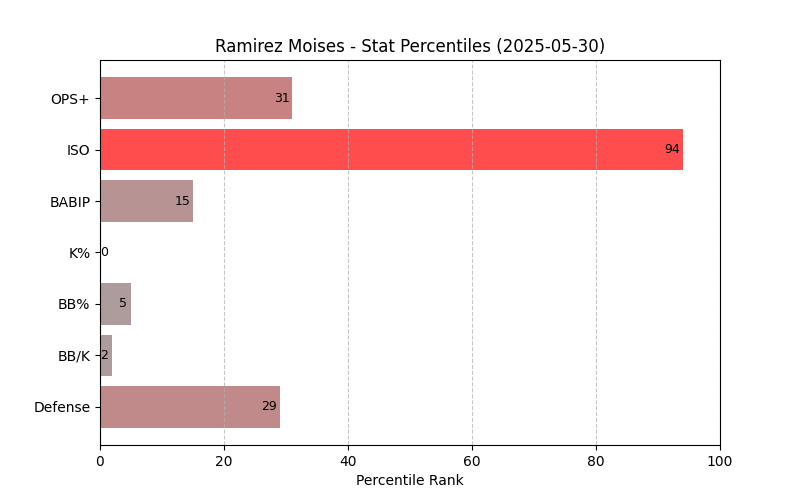 Ramirez Moises - Stat Percentiles (2025-05-30)
OPS+ 31
ISO 94
BABIP 15
K% 0
BB% 5
BB/K 2
Defense 29
0 20 40 60 80 100
Percentile Rank